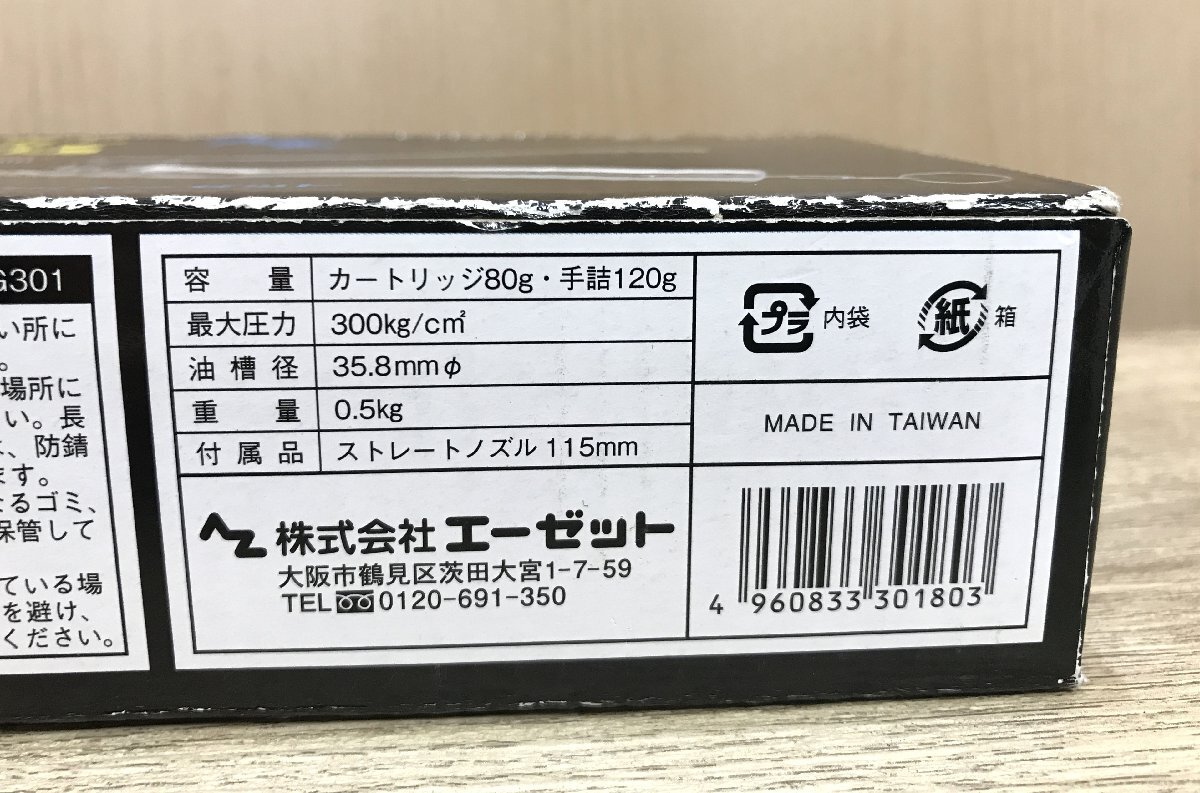 G301
い所に
。
場所に
い。長
、防錆
ます。
なるゴミ、
保管して
ている場
を避け、
ください。
容量 カートリッジ80g・手詰120g
最大圧力 300kg/c㎡
油槽径 35.8mmφ
重量 0.5kg
付属品 ストレートノズル 115mm
AZ 株式会社 エーゼット
大阪市鶴見区茨田大宮1-7-59
TEL 0120-691-350
プラ 内袋
紙 箱
MADE IN TAIWAN
4 960833 301803